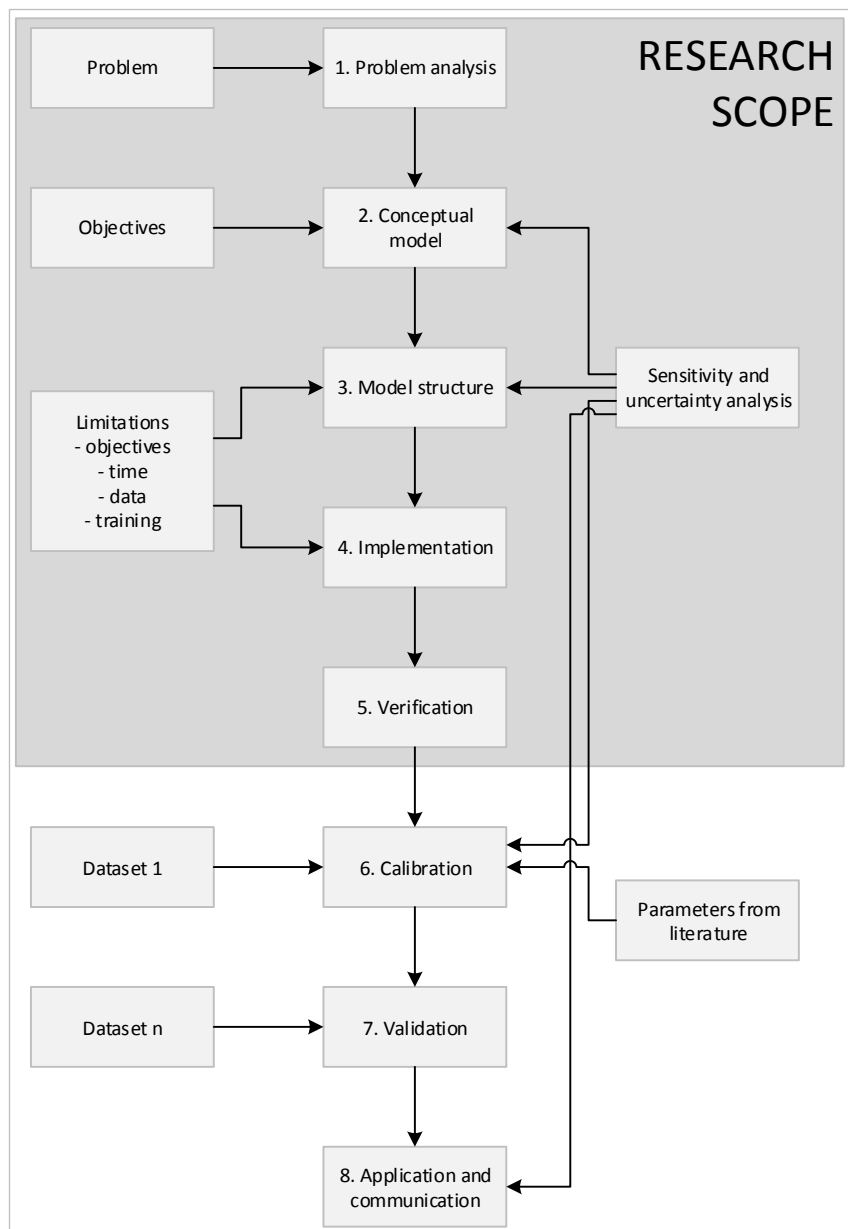 RESEARCH
SCOPE
Problem
1. Problem analysis
Objectives
2. Conceptual
model
3. Model structure
Sensitivity and
uncertainty analysis
Limitations
- objectives
- time
- data
- training
4. Implementation
5. Verification
Dataset 1
6. Calibration
Parameters from
literature
Dataset n
7. Validation
8. Application and
communication